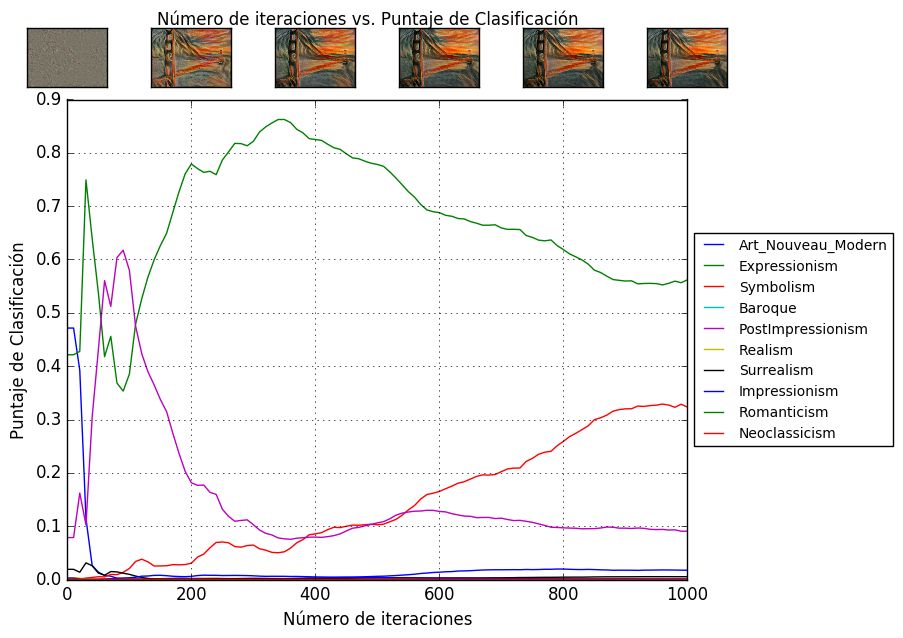 Número de iteraciones vs. Puntaje de Clasificación
0.9
0.8
0.7
0.6
0.5
0.4
0.3
0.2
0.1
0.0
Puntaje de Clasificación
0 200 400 600 800 1000
Número de iteraciones
Art_Nouveau_Modern
Expressionism
Symbolism
Baroque
PostImpressionism
Realism
Surrealism
Impressionism
Romanticism
Neoclassicism